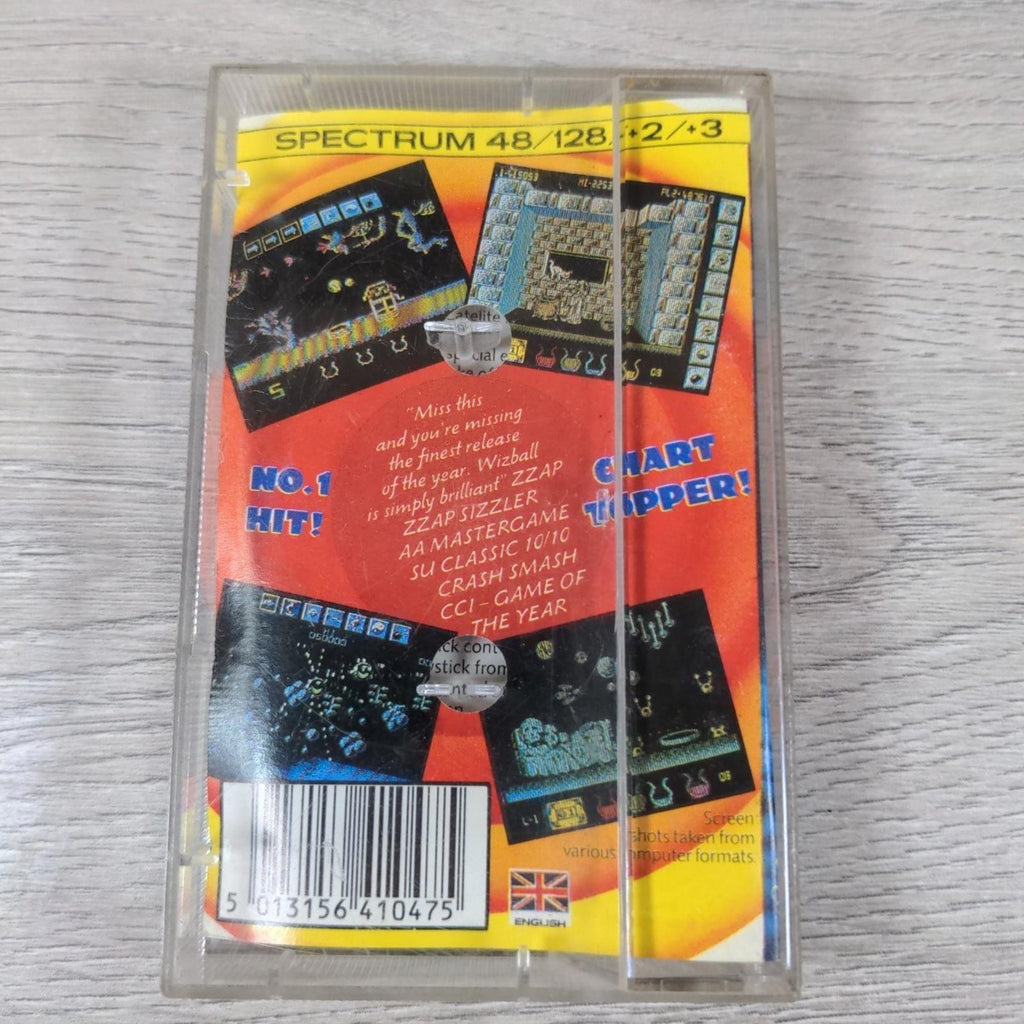 SPECTRUM 48/128/+2/+3
"Miss this
and you're missing
the finest release
of the year. Wizball
is simply brilliant" ZZAP
ZZAP SIZZLER
AA MASTERGAME
SU CLASSIC 10/10
CRASH SMASH
CCI - GAME OF
THE YEAR
NO.1
HIT!
CHART
TOPPER!
Screen
shots taken from
various computer formats.
5 013156 410475
ENGLISH